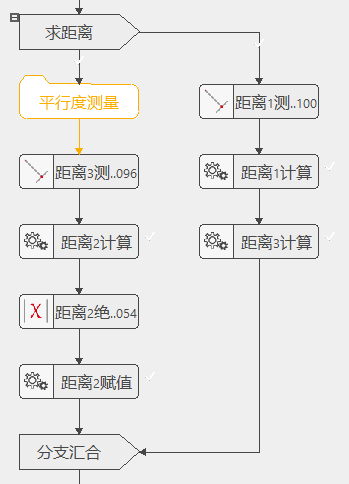 求距离
平行度测量
距离1测..100
距离3测..096
距离1计算
距离2计算
距离3计算
距离2绝..054
距离2赋值
分支汇合